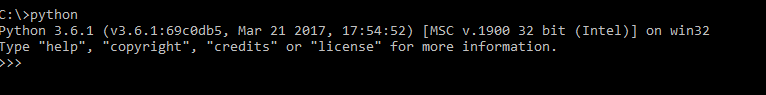 C:\>python
Python 3.6.1 (v3.6.1:69c0db5, Mar 21 2017, 17:54:52) [MSC v.1900 32 bit (Intel)] on win32
Type "help", "copyright", "credits" or "license" for more information.
>>>